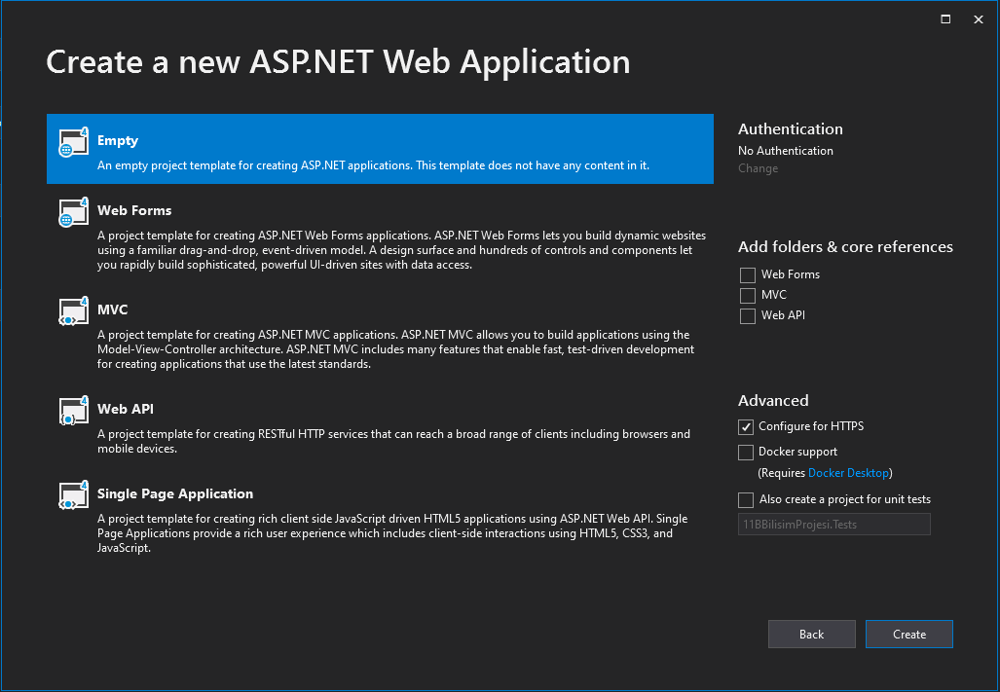 Create a new ASP.NET Web Application
Empty
An empty project template for creating ASP.NET applications. This template does not have any content in it.
Web Forms
A project template for creating ASP.NET Web Forms applications. ASP.NET Web Forms lets you build dynamic websites
using a familiar drag-and-drop, event-driven model. A design surface and hundreds of controls and components let
you rapidly build sophisticated, powerful UI-driven sites with data access.
MVC
A project template for creating ASP.NET MVC applications. ASP.NET MVC allows you to build applications using the
Model-View-Controller architecture. ASP.NET MVC includes many features that enable fast, test-driven development
for creating applications that use the latest standards.
Web API
A project template for creating RESTful HTTP services that can reach a broad range of clients including browsers and
mobile devices.
Single Page Application
A project template for creating rich client side JavaScript driven HTML5 applications using ASP.NET Web API. Single
Page Applications provide a rich user experience which includes client-side interactions using HTML5, CSS3, and
JavaScript.
Authentication
No Authentication
Change
Add folders & core references
Web Forms
MVC
Web API
Advanced
Configure for HTTPS
Docker support
(Requires Docker Desktop)
Also create a project for unit tests
11BBilisimProjesi.Tests
Back
Create